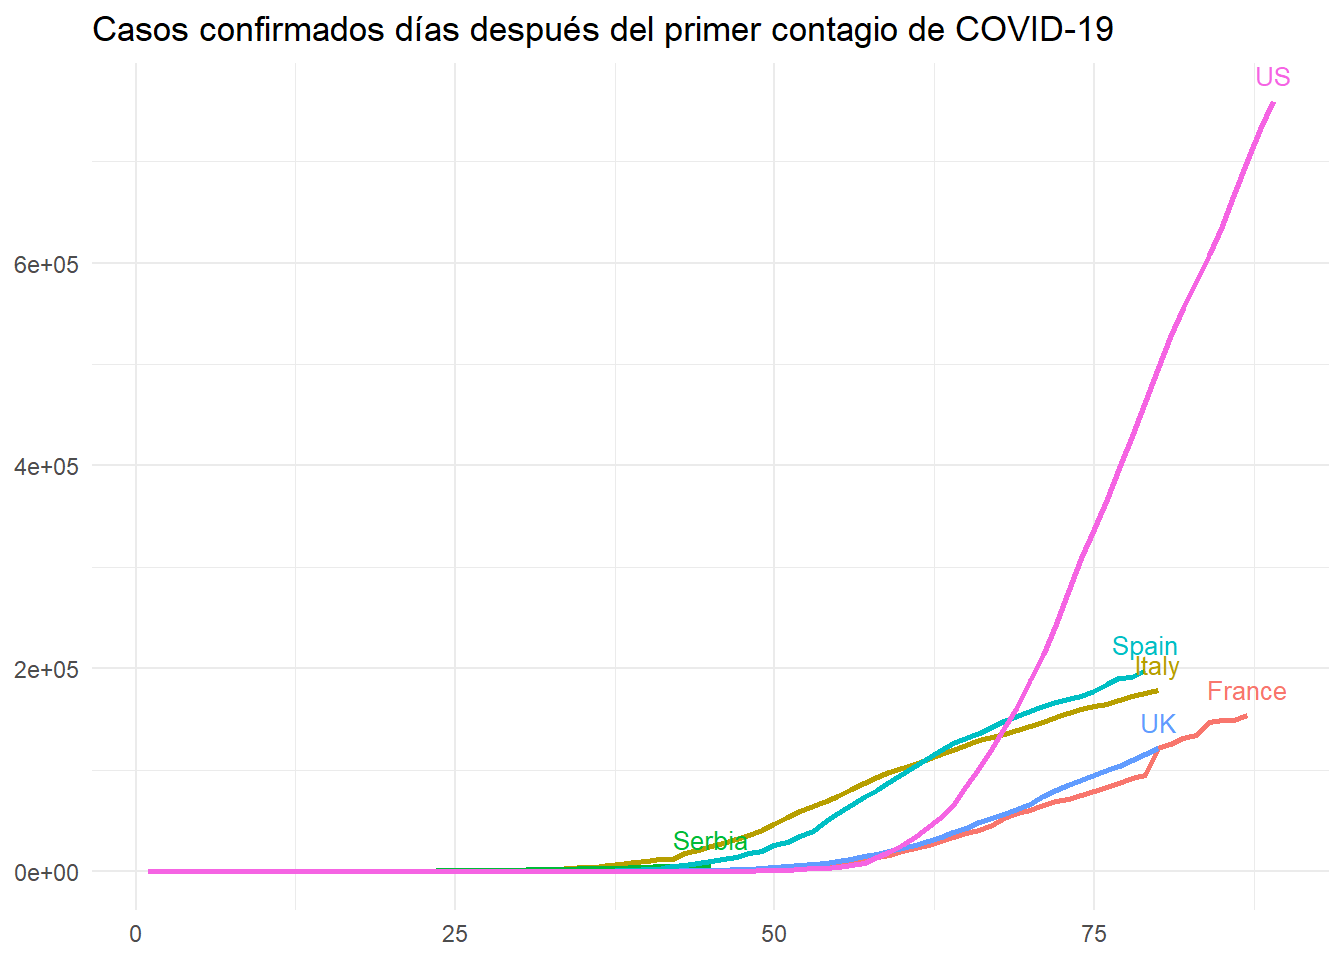 Casos confirmados días después del primer contagio de COVID-19
US
6e+05
4e+05
Spain
2e+05
Italy
France
UK
Serbia
0e+00
0
25
50
75